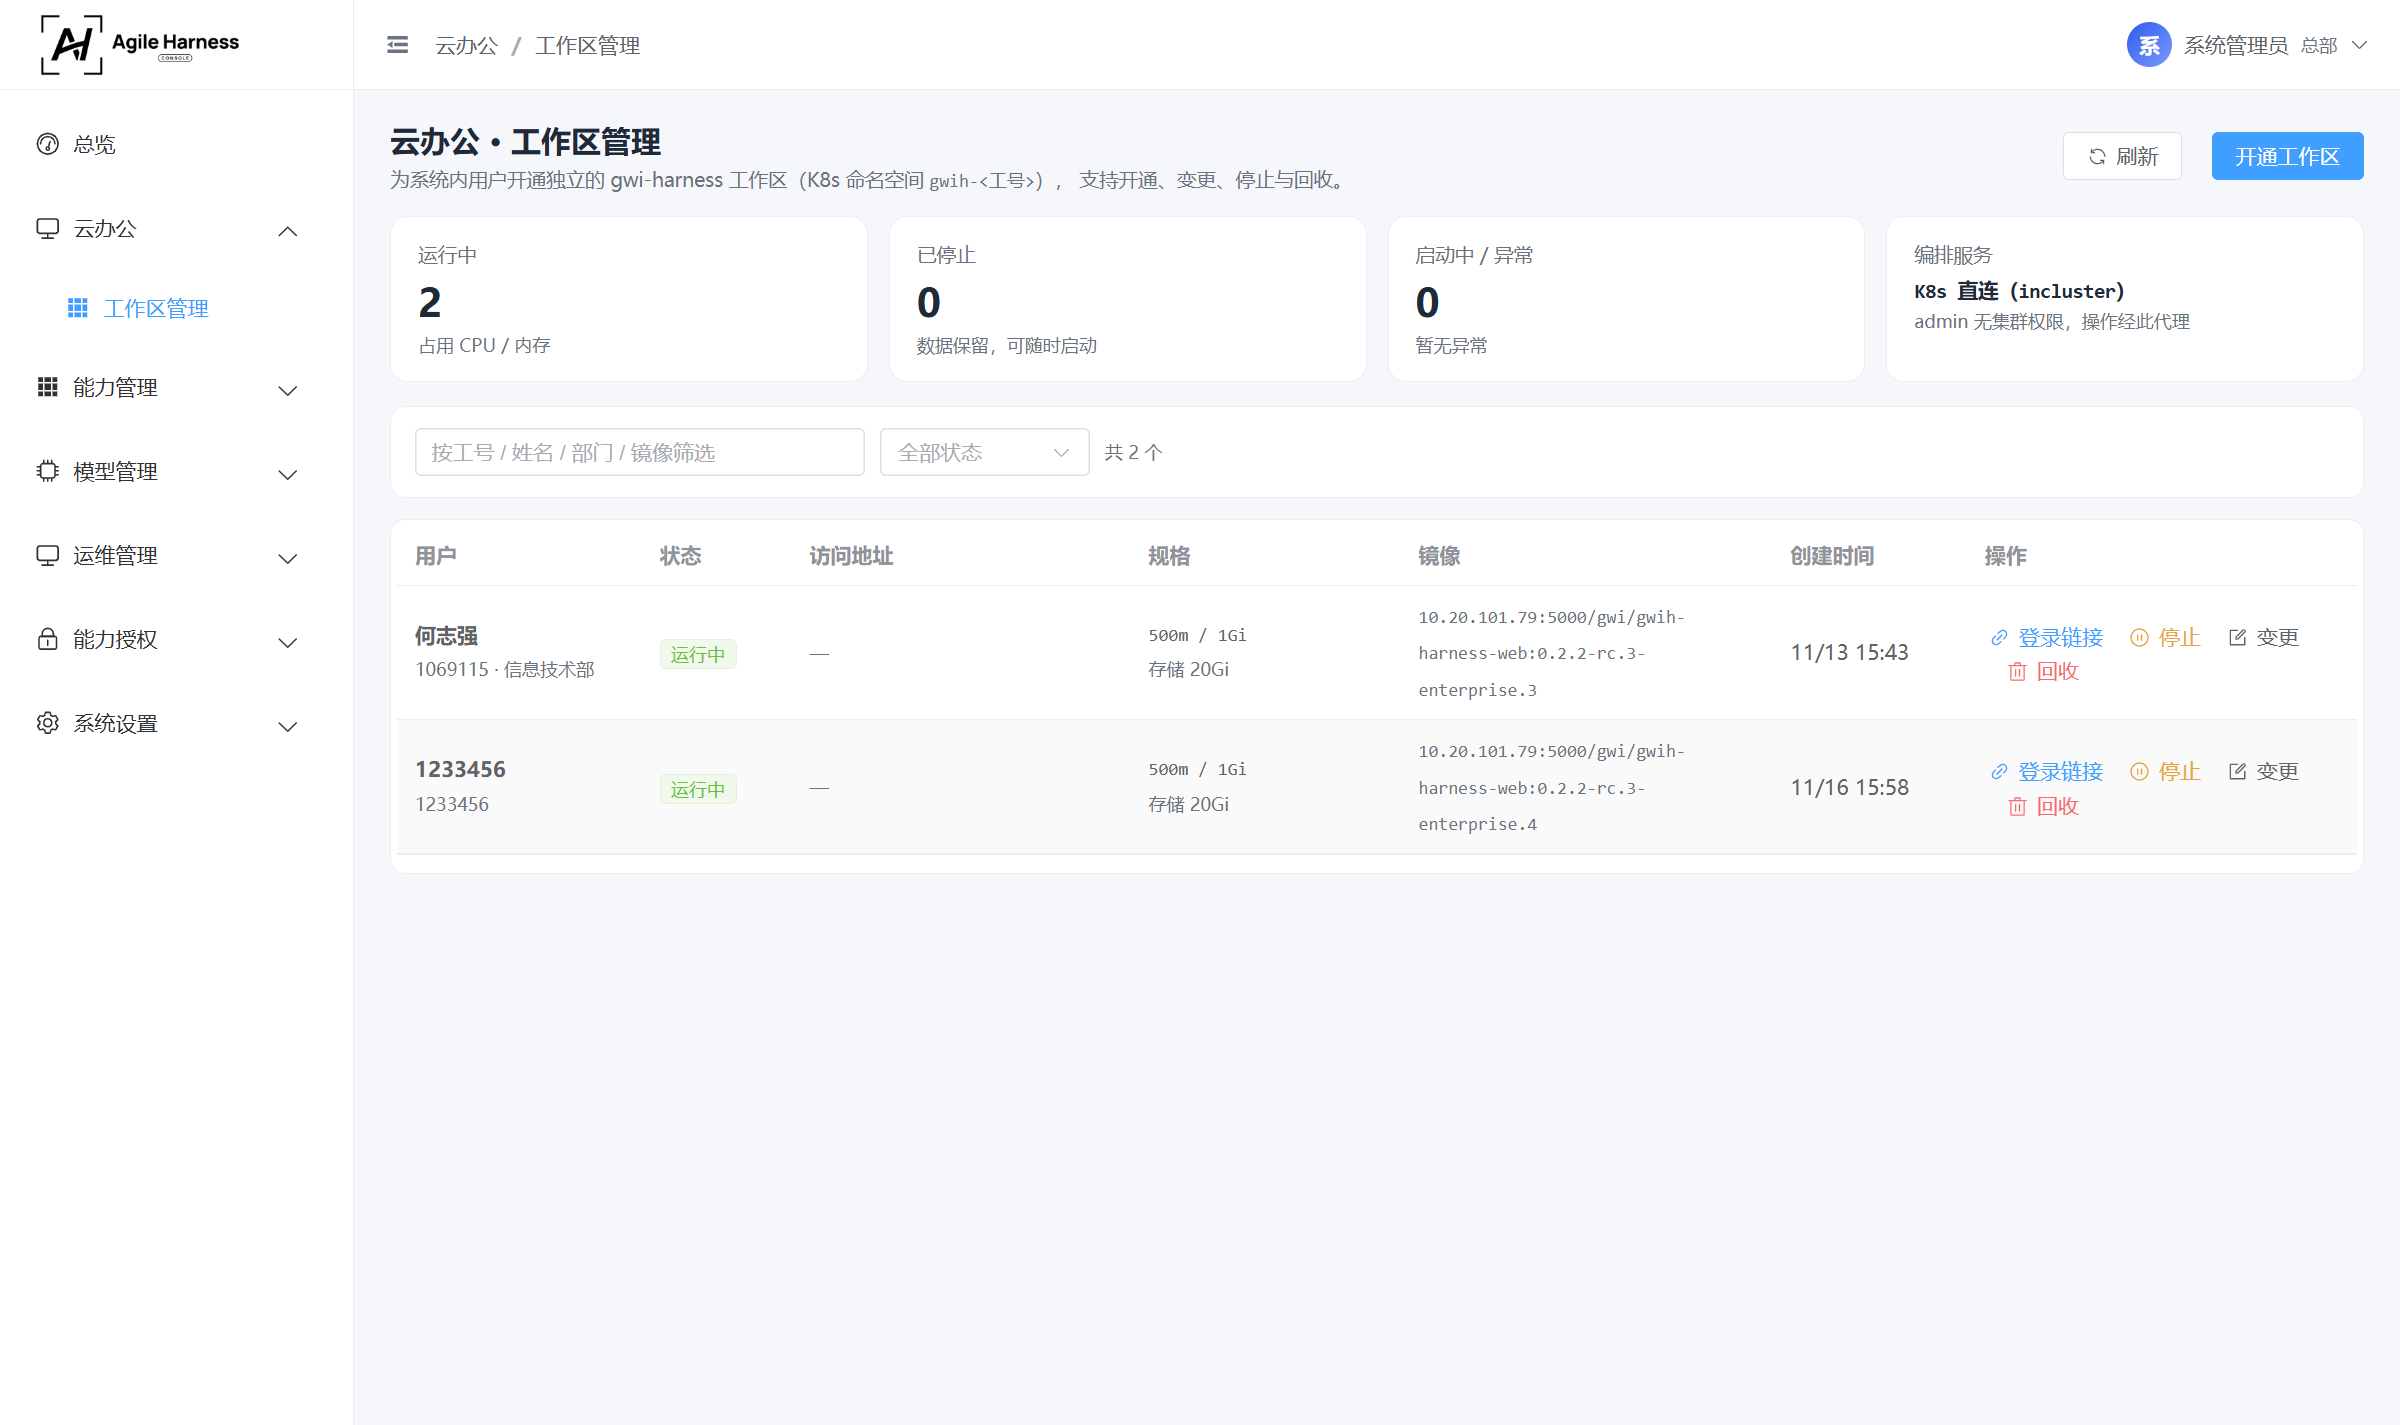 Agile Harness
CONSOLE
云办公 / 工作区管理
系 系统管理员 总部
总览
云办公
工作区管理
能力管理
模型管理
运维管理
能力授权
系统设置
云办公 · 工作区管理
为系统内用户开通独立的 gwi-harness 工作区（K8s 命名空间 gwih-<工号>）， 支持开通、变更、停止与回收。
刷新
开通工作区
运行中
2
占用 CPU / 内存
已停止
0
数据保留，可随时启动
启动中 / 异常
0
暂无异常
编排服务
K8s 直连（incluster）
admin 无集群权限，操作经此代理
按工号 / 姓名 / 部门 / 镜像筛选
全部状态
共 2 个
用户 状态 访问地址 规格 镜像 创建时间 操作
何志强
1069115 · 信息技术部
运行中
—
500m / 1Gi
存储 20Gi
10.20.101.79:5000/gwi/gwih-
harness-web:0.2.2-rc.3-
enterprise.3
11/13 15:43
登录链接 停止 变更
回收
1233456
1233456
运行中
—
500m / 1Gi
存储 20Gi
10.20.101.79:5000/gwi/gwih-
harness-web:0.2.2-rc.3-
enterprise.4
11/16 15:58
登录链接 停止 变更
回收